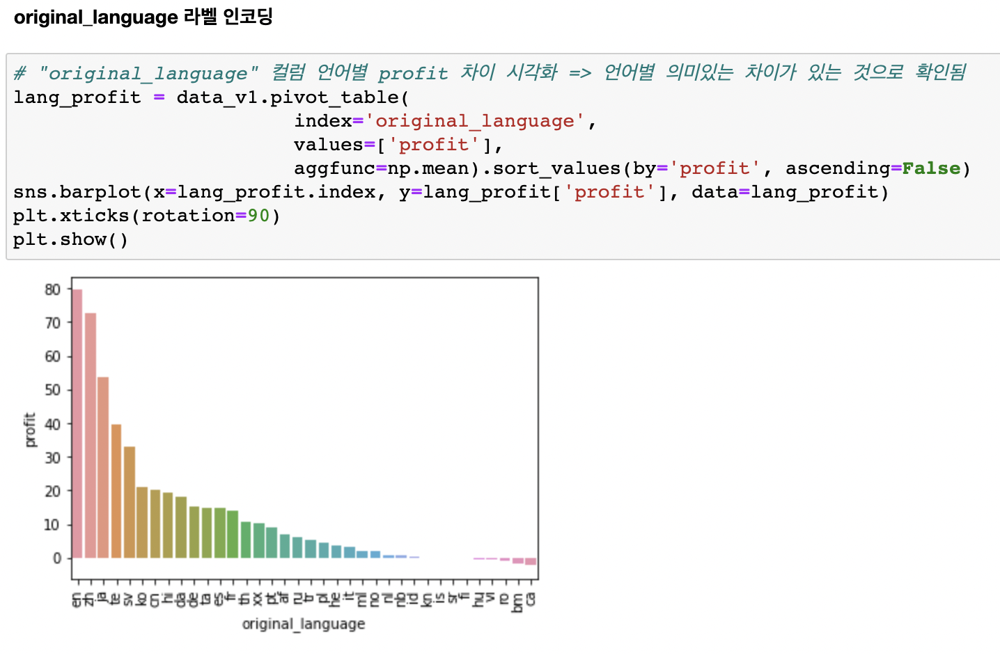 original_language 라벨 인코딩
# "original_language" 컬럼 언어별 profit 차이 시각화 => 언어별 의미있는 차이가 있는 것으로 확인됨
lang_profit = data_v1.pivot_table(
index='original_language',
values=['profit'],
aggfunc=np.mean).sort_values(by='profit', ascending=False)
sns.barplot(x=lang_profit.index, y=lang_profit['profit'], data=lang_profit)
plt.xticks(rotation=90)
plt.show()
80
70
60
50
40
30
20
10
0
profit
en zh ja te sv ko cn hi da de ta es fr th xx pt af ru tr pl he it ml no nl nb id kn is sr fi hu vi ro bm ca
original_language